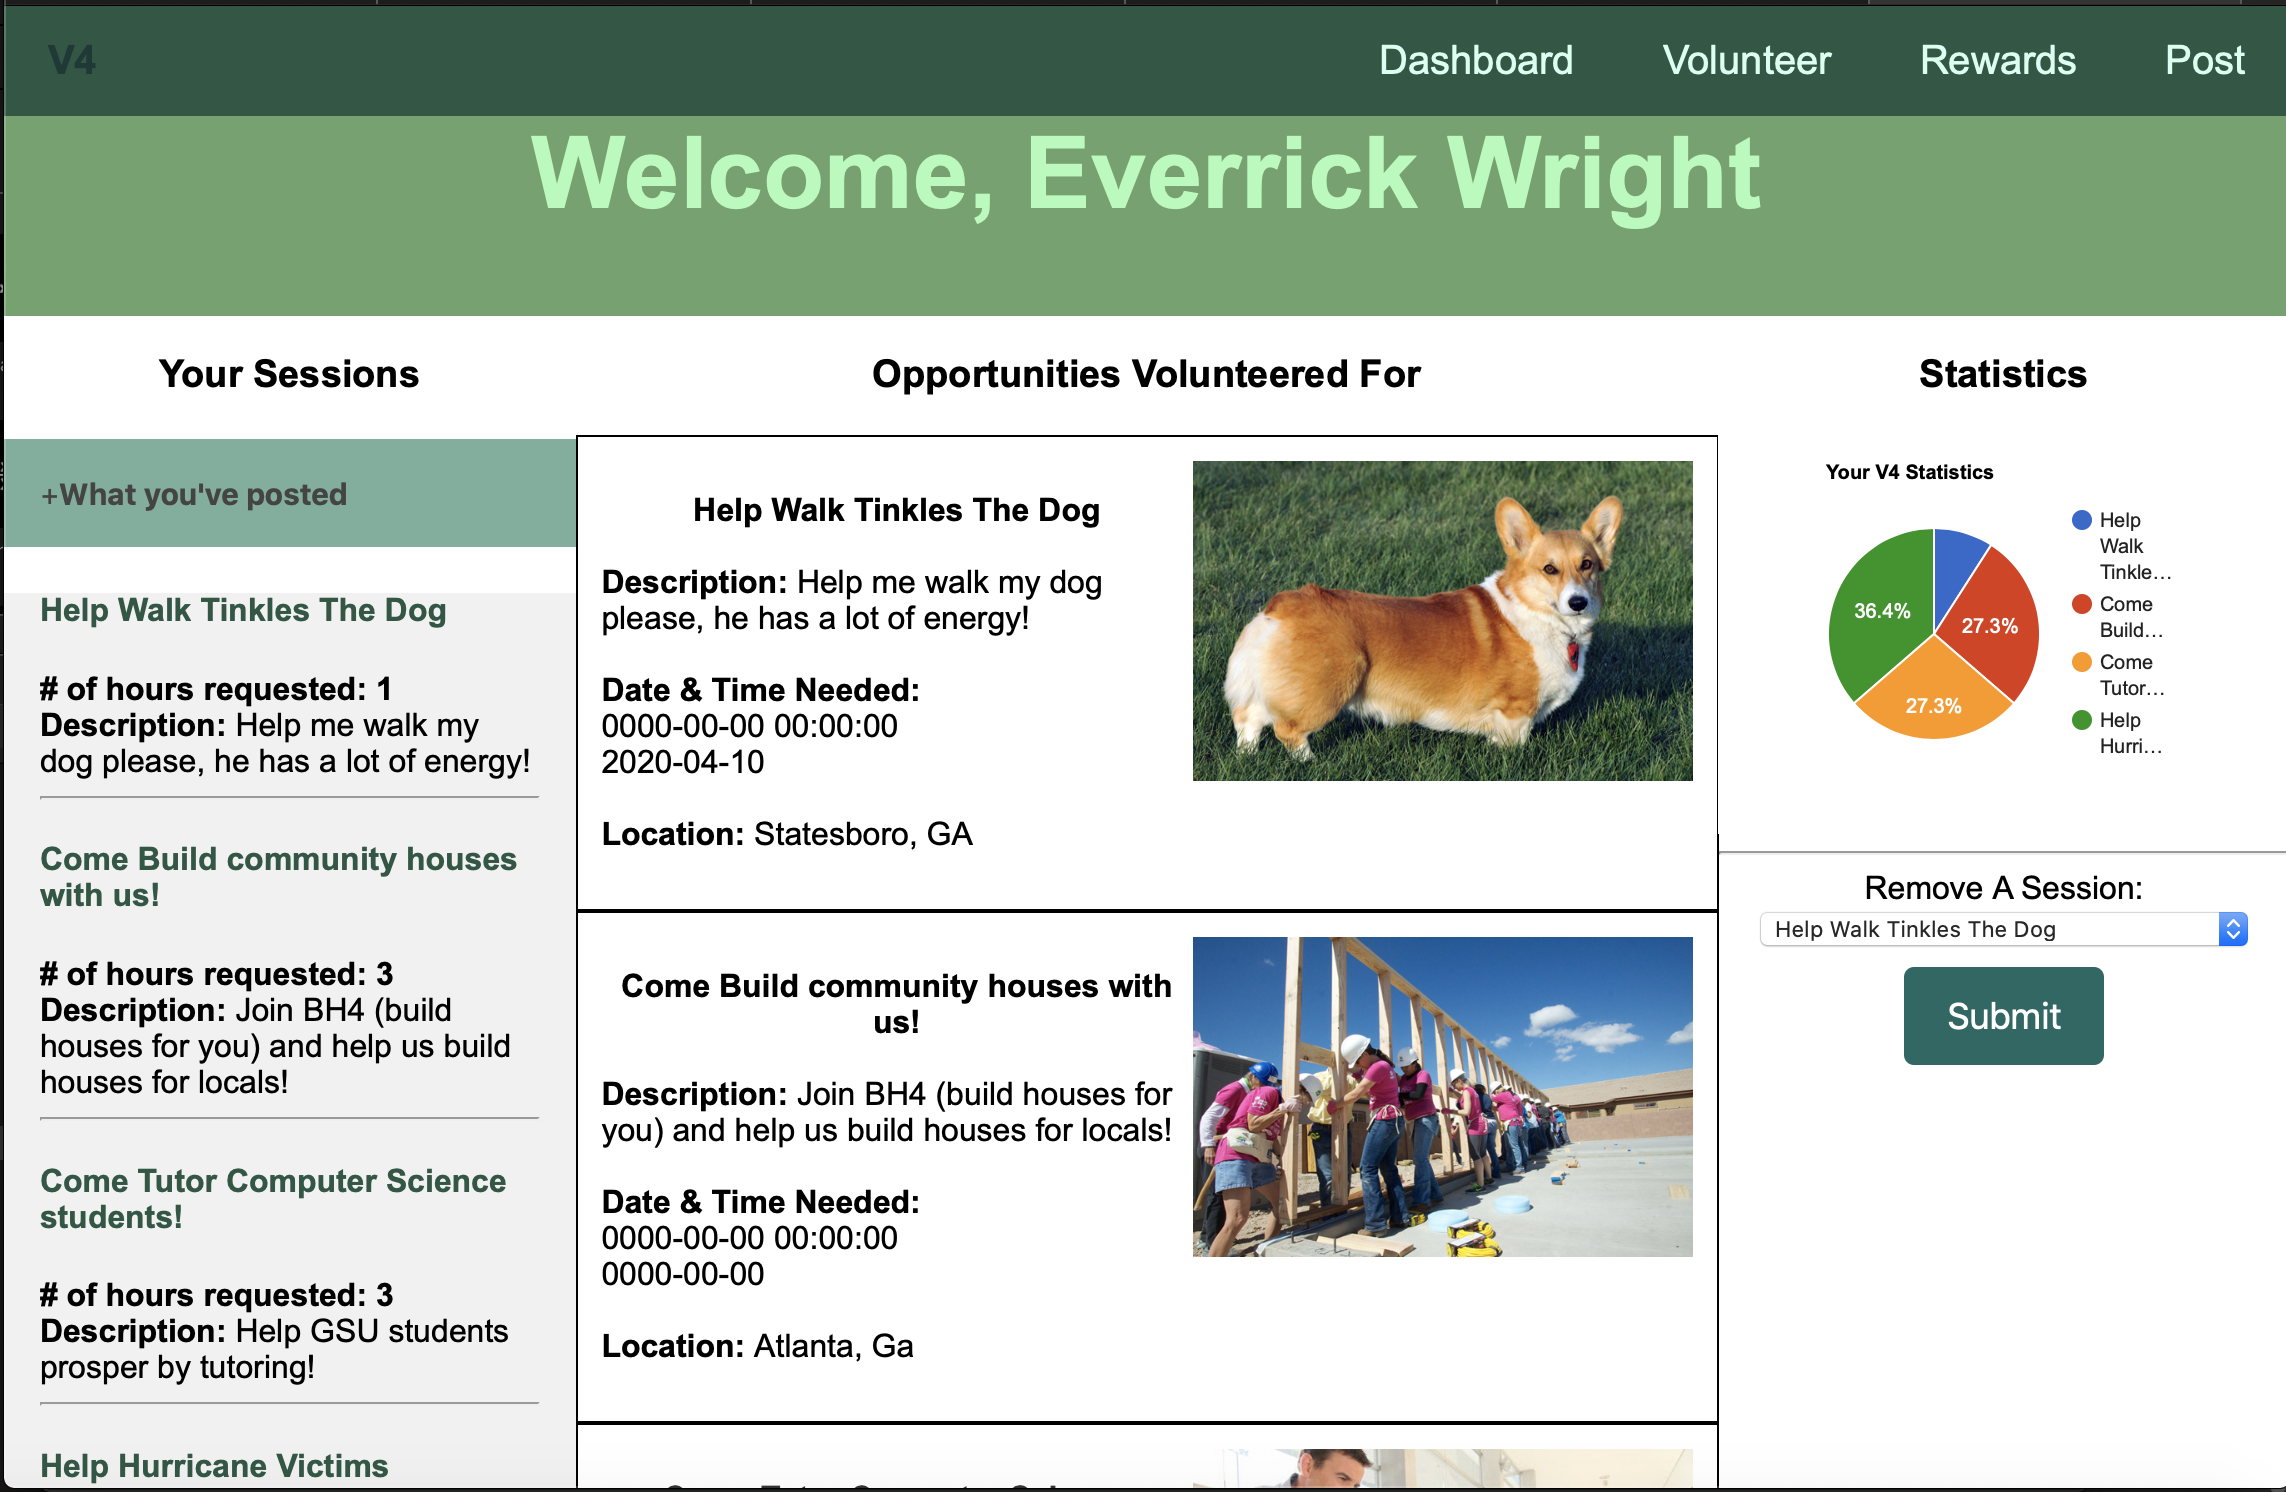 V4
Dashboard
Volunteer
Rewards
Post
Welcome, Everrick Wright
Your Sessions
+What you've posted
Help Walk Tinkles The Dog
# of hours requested: 1
Description: Help me walk my
dog please, he has a lot of energy!
Come Build community houses
with us!
# of hours requested: 3
Description: Join BH4 (build
houses for you) and help us build
houses for locals!
Come Tutor Computer Science
students!
# of hours requested: 3
Description: Help GSU students
prosper by tutoring!
Help Hurricane Victims
Opportunities Volunteered For
Help Walk Tinkles The Dog
Description: Help me walk my dog
please, he has a lot of energy!
Date & Time Needed:
0000-00-00 00:00:00
2020-04-10
Location: Statesboro, GA
Come Build community houses with
us!
Description: Join BH4 (build houses for
you) and help us build houses for locals!
Date & Time Needed:
0000-00-00 00:00:00
0000-00-00
Location: Atlanta, Ga
Statistics
Your V4 Statistics
36.4%
27.3%
27.3%
Help
Walk
Tinkle...
Come
Build...
Come
Tutor...
Help
Hurri...
Remove A Session:
Help Walk Tinkles The Dog
Submit